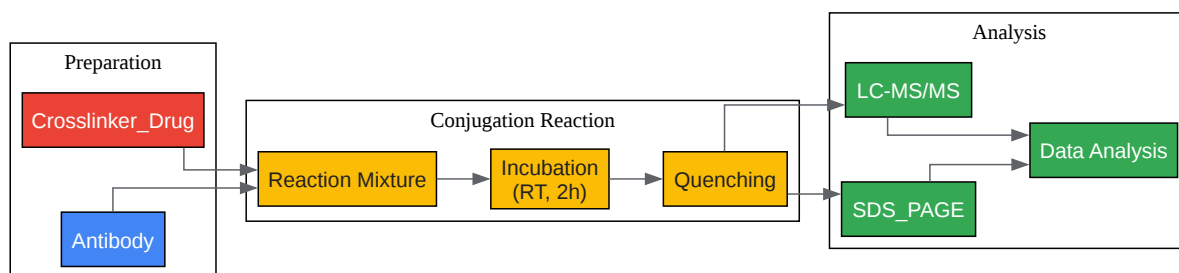 Preparation
Crosslinker_Drug
Antibody
Conjugation Reaction
Reaction Mixture
Incubation
(RT, 2h)
Quenching
Analysis
LC-MS/MS
SDS_PAGE
Data Analysis